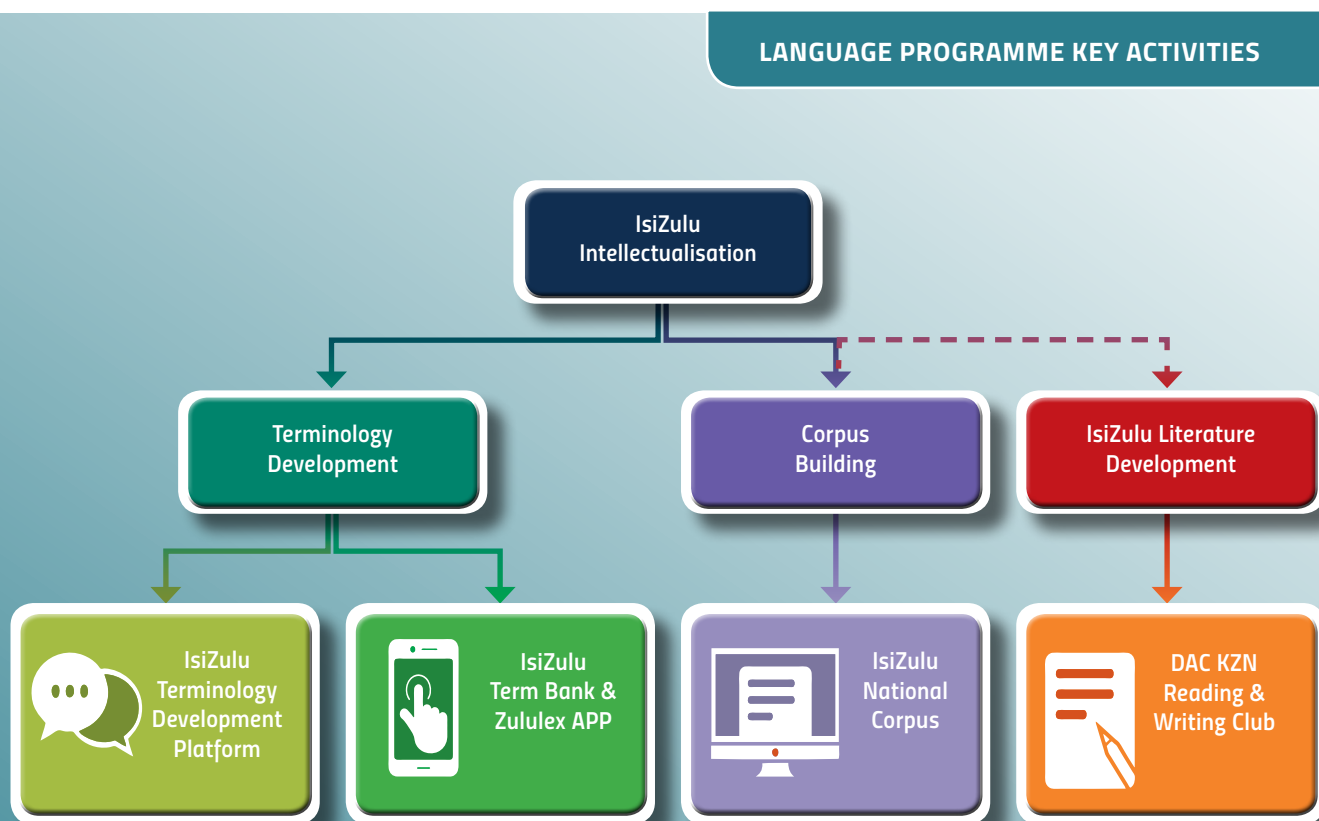 LANGUAGE PROGRAMME KEY ACTIVITIES
IsiZulu
Intellectualisation
Terminology
Development
Corpus
Building
IsiZulu Literature
Development
IsiZulu
Terminology
Development
Platform
IsiZulu
Term Bank &
Zululex APP
IsiZulu
National
Corpus
DAC KZN
Reading &
Writing Club